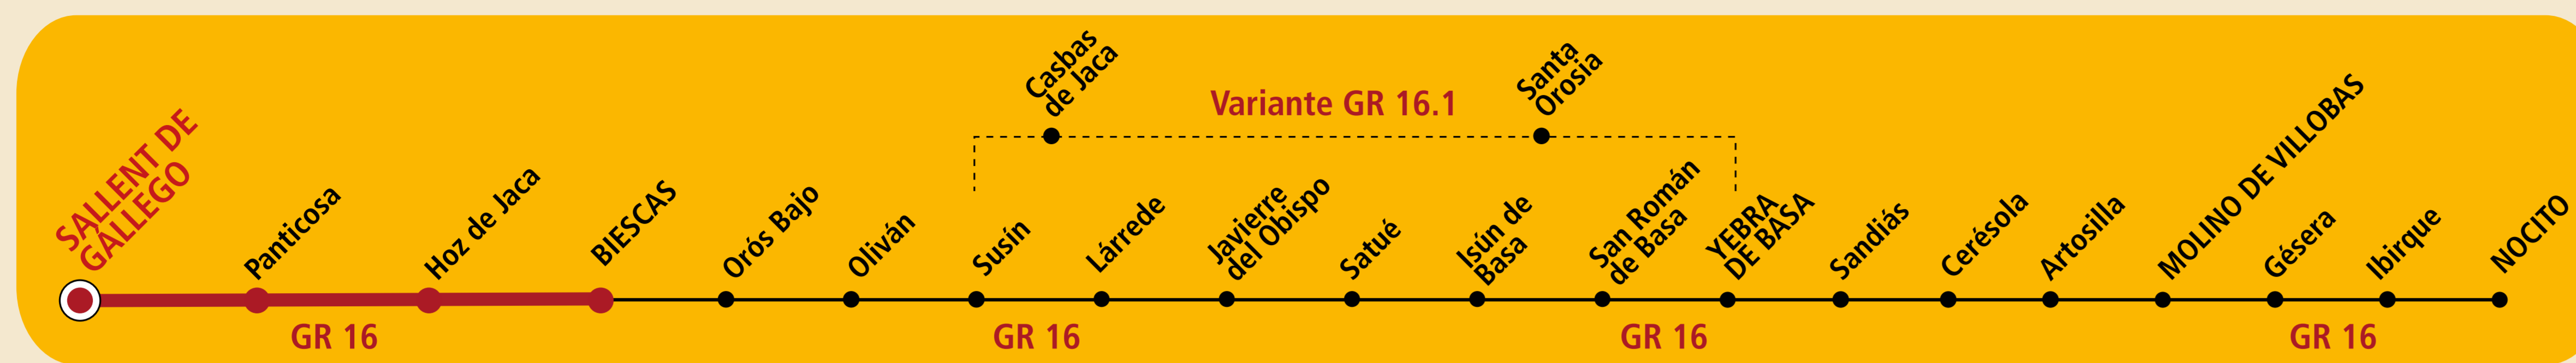 Casbas
de Jaca
Variante GR 16.1
Santa
Orosia
SALLENT DE
GÁLLEGO
Panticosa
Hoz de Jaca
BIESCAS
Orós Bajo
Oliván
Susín
Lárrede
Javierre
del Obispo
Satué
Isún de
Basa
San Román
de Basa
YEBRA
DE BASA
Sandiás
Cerésola
Artosilla
MOLINO DE VILLOBAS
Gésera
Ibirque
NOCITO
GR 16
GR 16
GR 16
GR 16